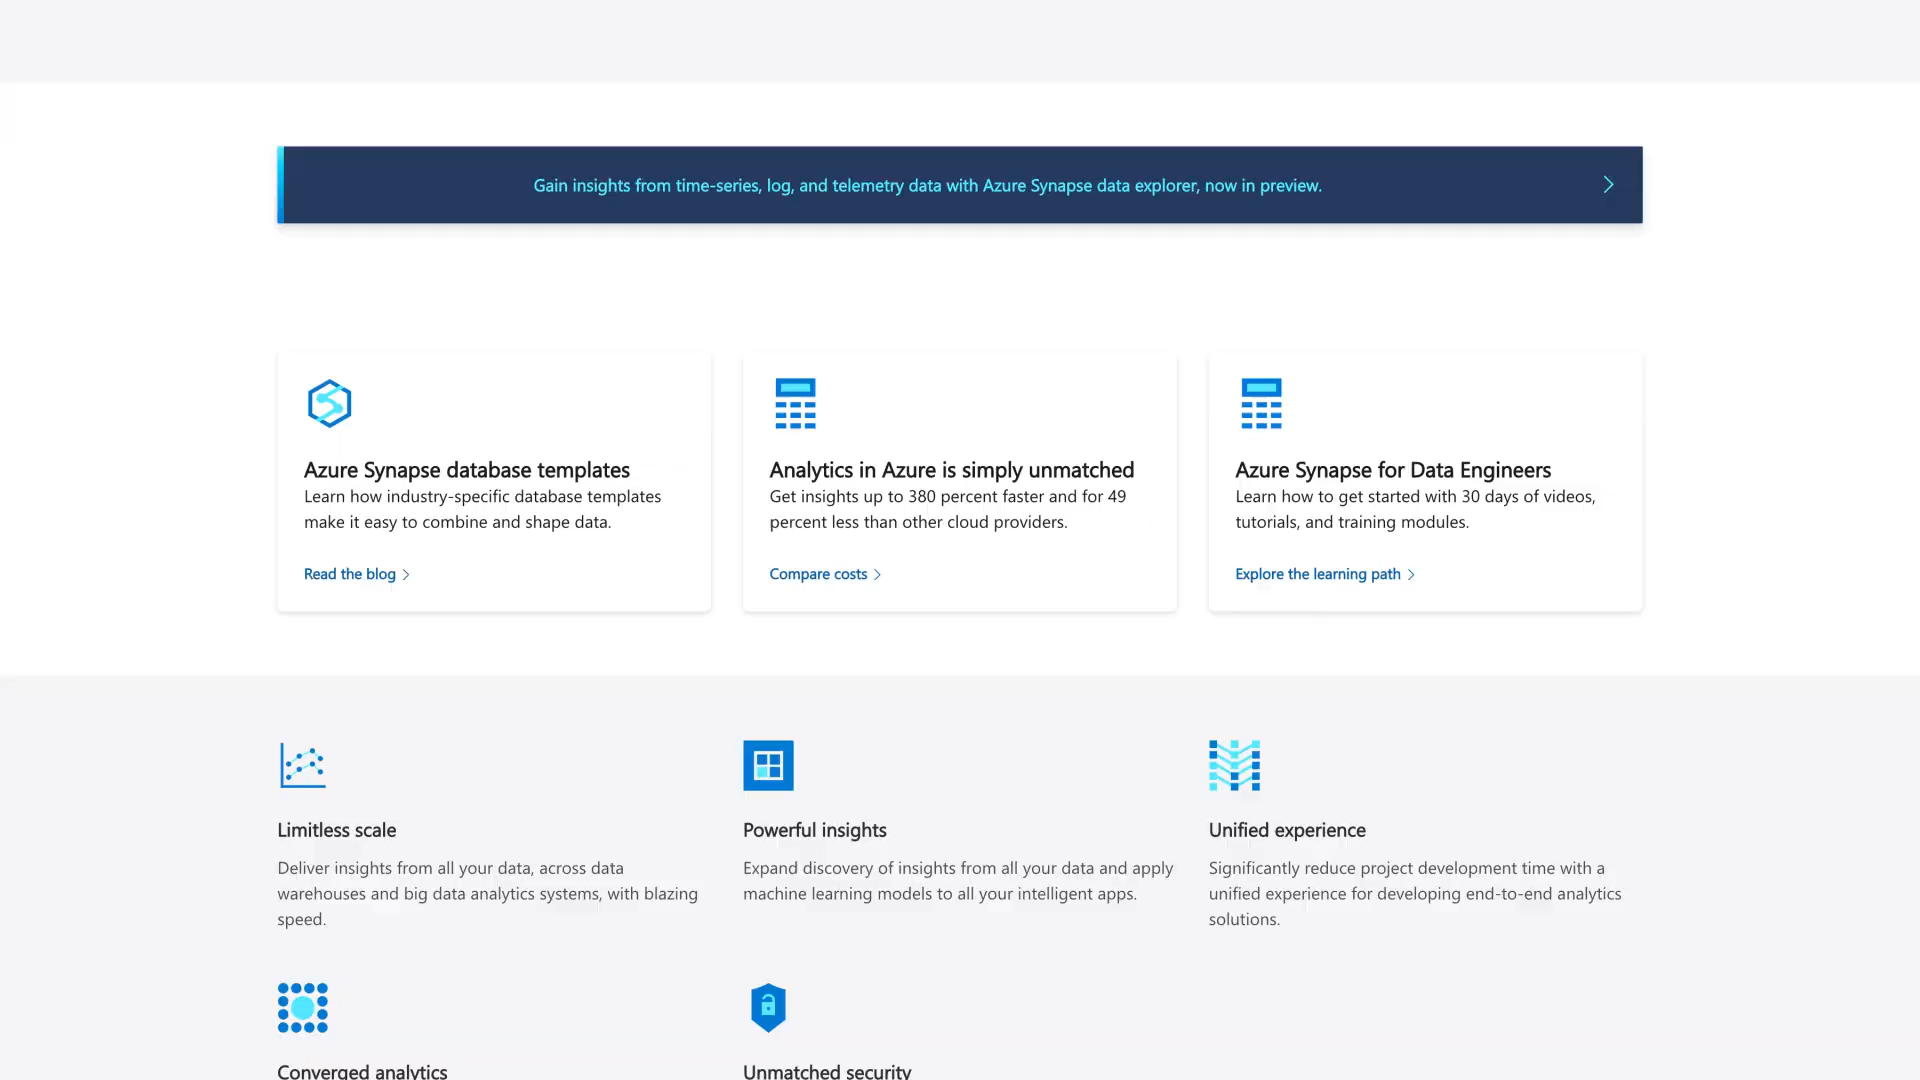 Gain insights from time-series, log, and telemetry data with Azure Synapse data explorer, now in preview.
Azure Synapse database templates
Learn how industry-specific database templates
make it easy to combine and shape data.
Read the blog
Analytics in Azure is simply unmatched
Get insights up to 380 percent faster and for 49
percent less than other cloud providers.
Compare costs
Azure Synapse for Data Engineers
Learn how to get started with 30 days of videos,
tutorials, and training modules.
Explore the learning path
Limitless scale
Deliver insights from all your data, across data
warehouses and big data analytics systems, with blazing
speed.
Powerful insights
Expand discovery of insights from all your data and apply
machine learning models to all your intelligent apps.
Unified experience
Significantly reduce project development time with a
unified experience for developing end-to-end analytics
solutions.
Converged analytics
Unmatched security